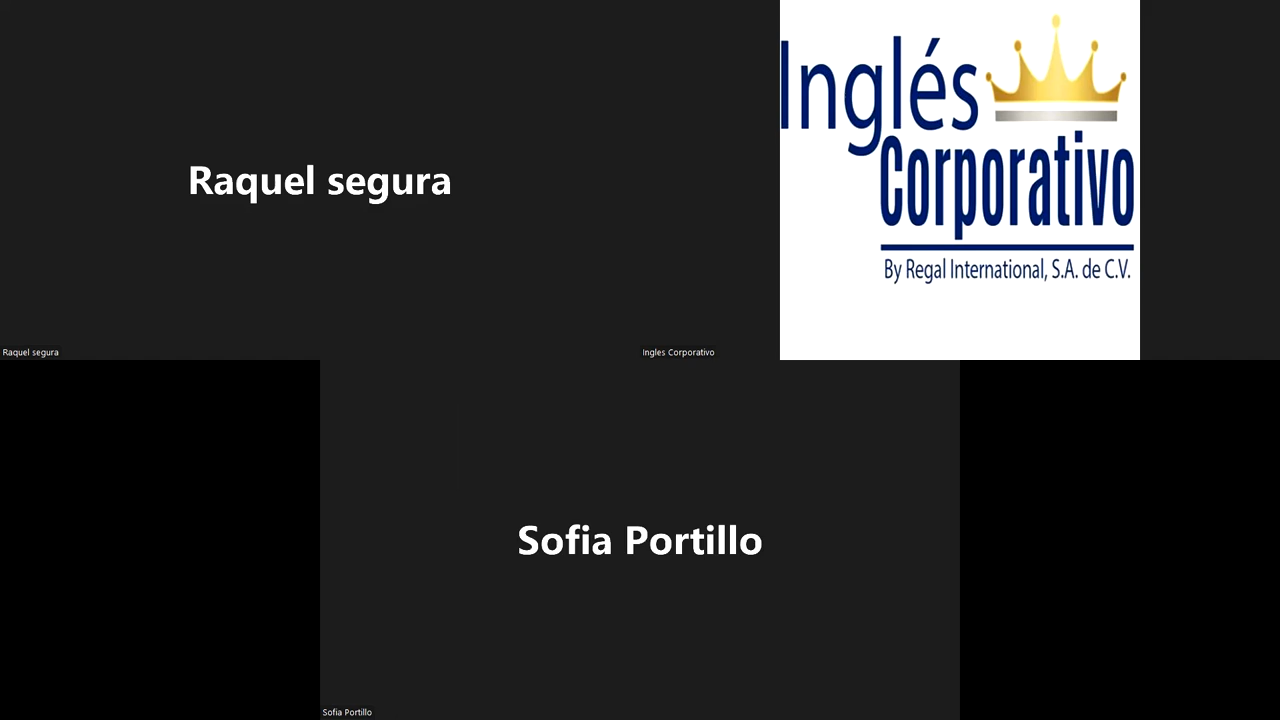 Raquel segura
Inglés
Corporativo
By Regal International, S.A. de C.V.
Raquel segura
Ingles Corporativo
Sofia Portillo
Sofia Portillo